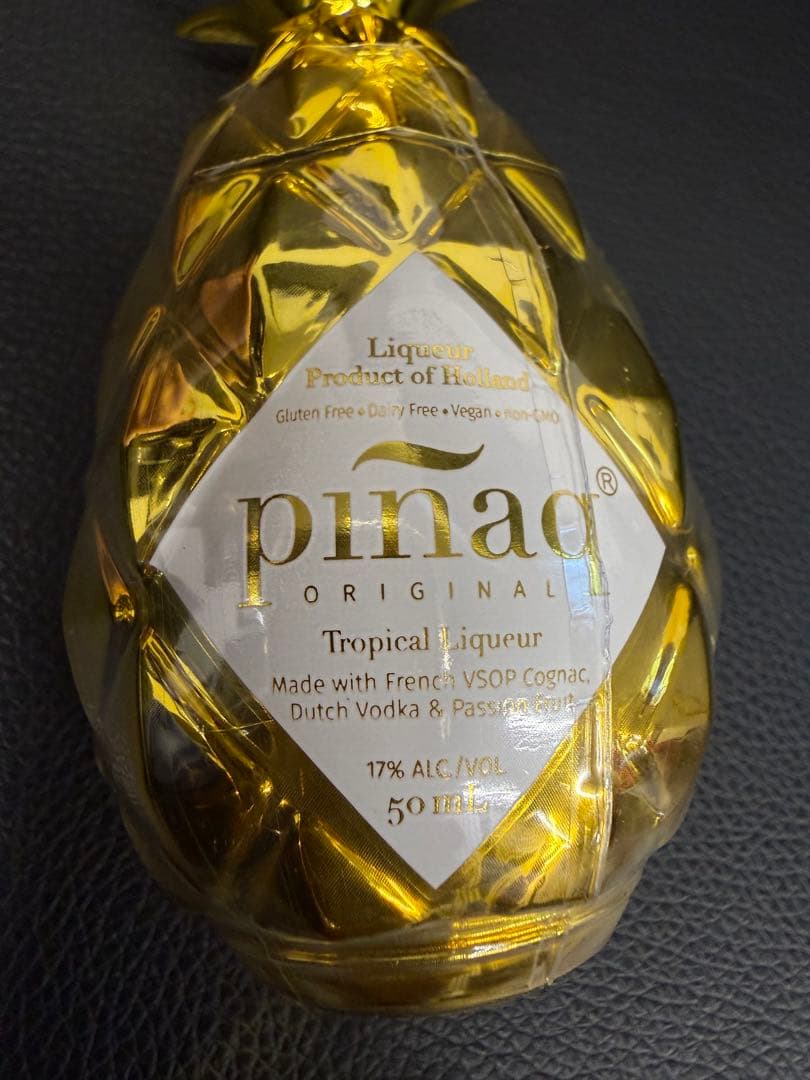 Liqueur
Product of Holland
Gluten Free • Dairy Free • Vegan • non-GMO
piñaq®
ORIGINAL
Tropical Liqueur
Made with French VSOP Cognac,
Dutch Vodka & Passion Fruit
17% ALC/VOL
50 mL